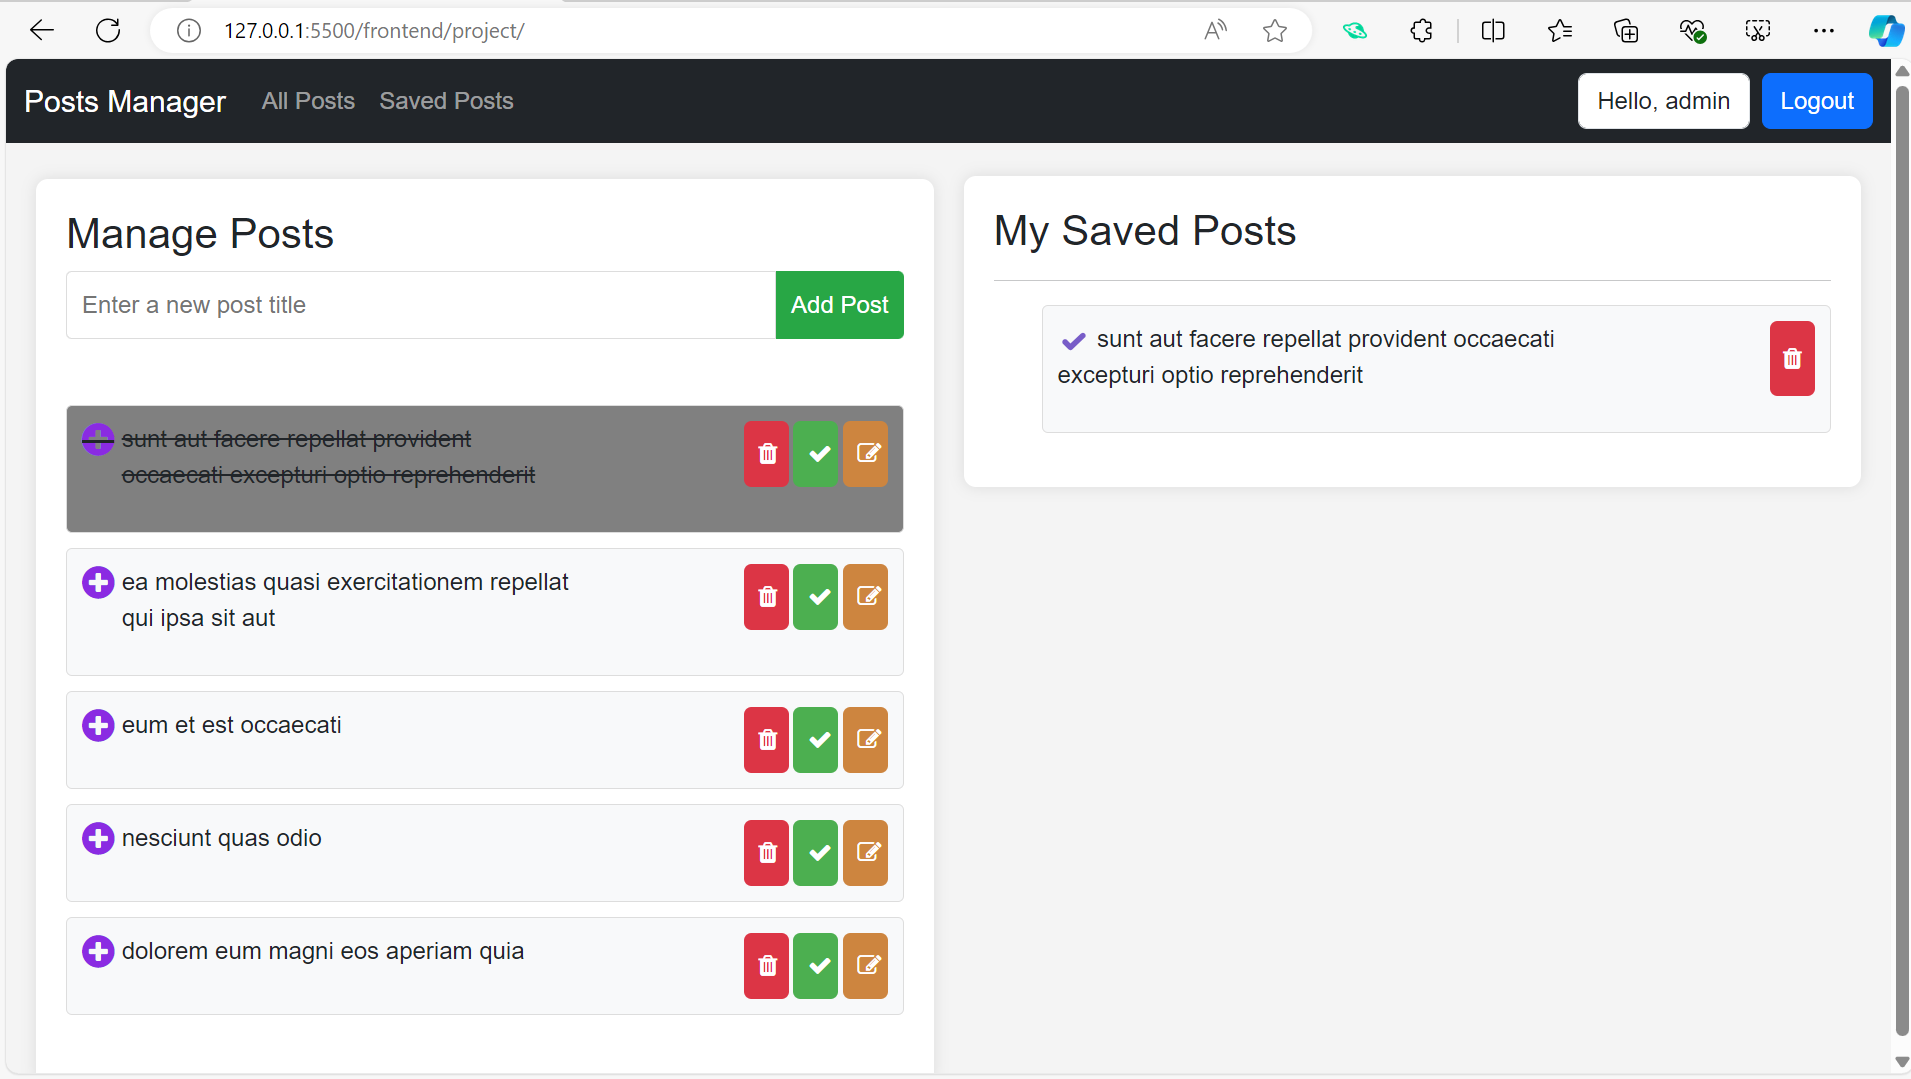 127.0.0.1:5500/frontend/project/
Posts Manager All Posts Saved Posts Hello, admin Logout
Manage Posts
Enter a new post title Add Post
sunt aut facere repellat provident
occaecati excepturi optio reprehenderit
ea molestias quasi exercitationem repellat
qui ipsa sit aut
eum et est occaecati
nesciunt quas odio
dolorem eum magni eos aperiam quia
My Saved Posts
sunt aut facere repellat provident occaecati
excepturi optio reprehenderit